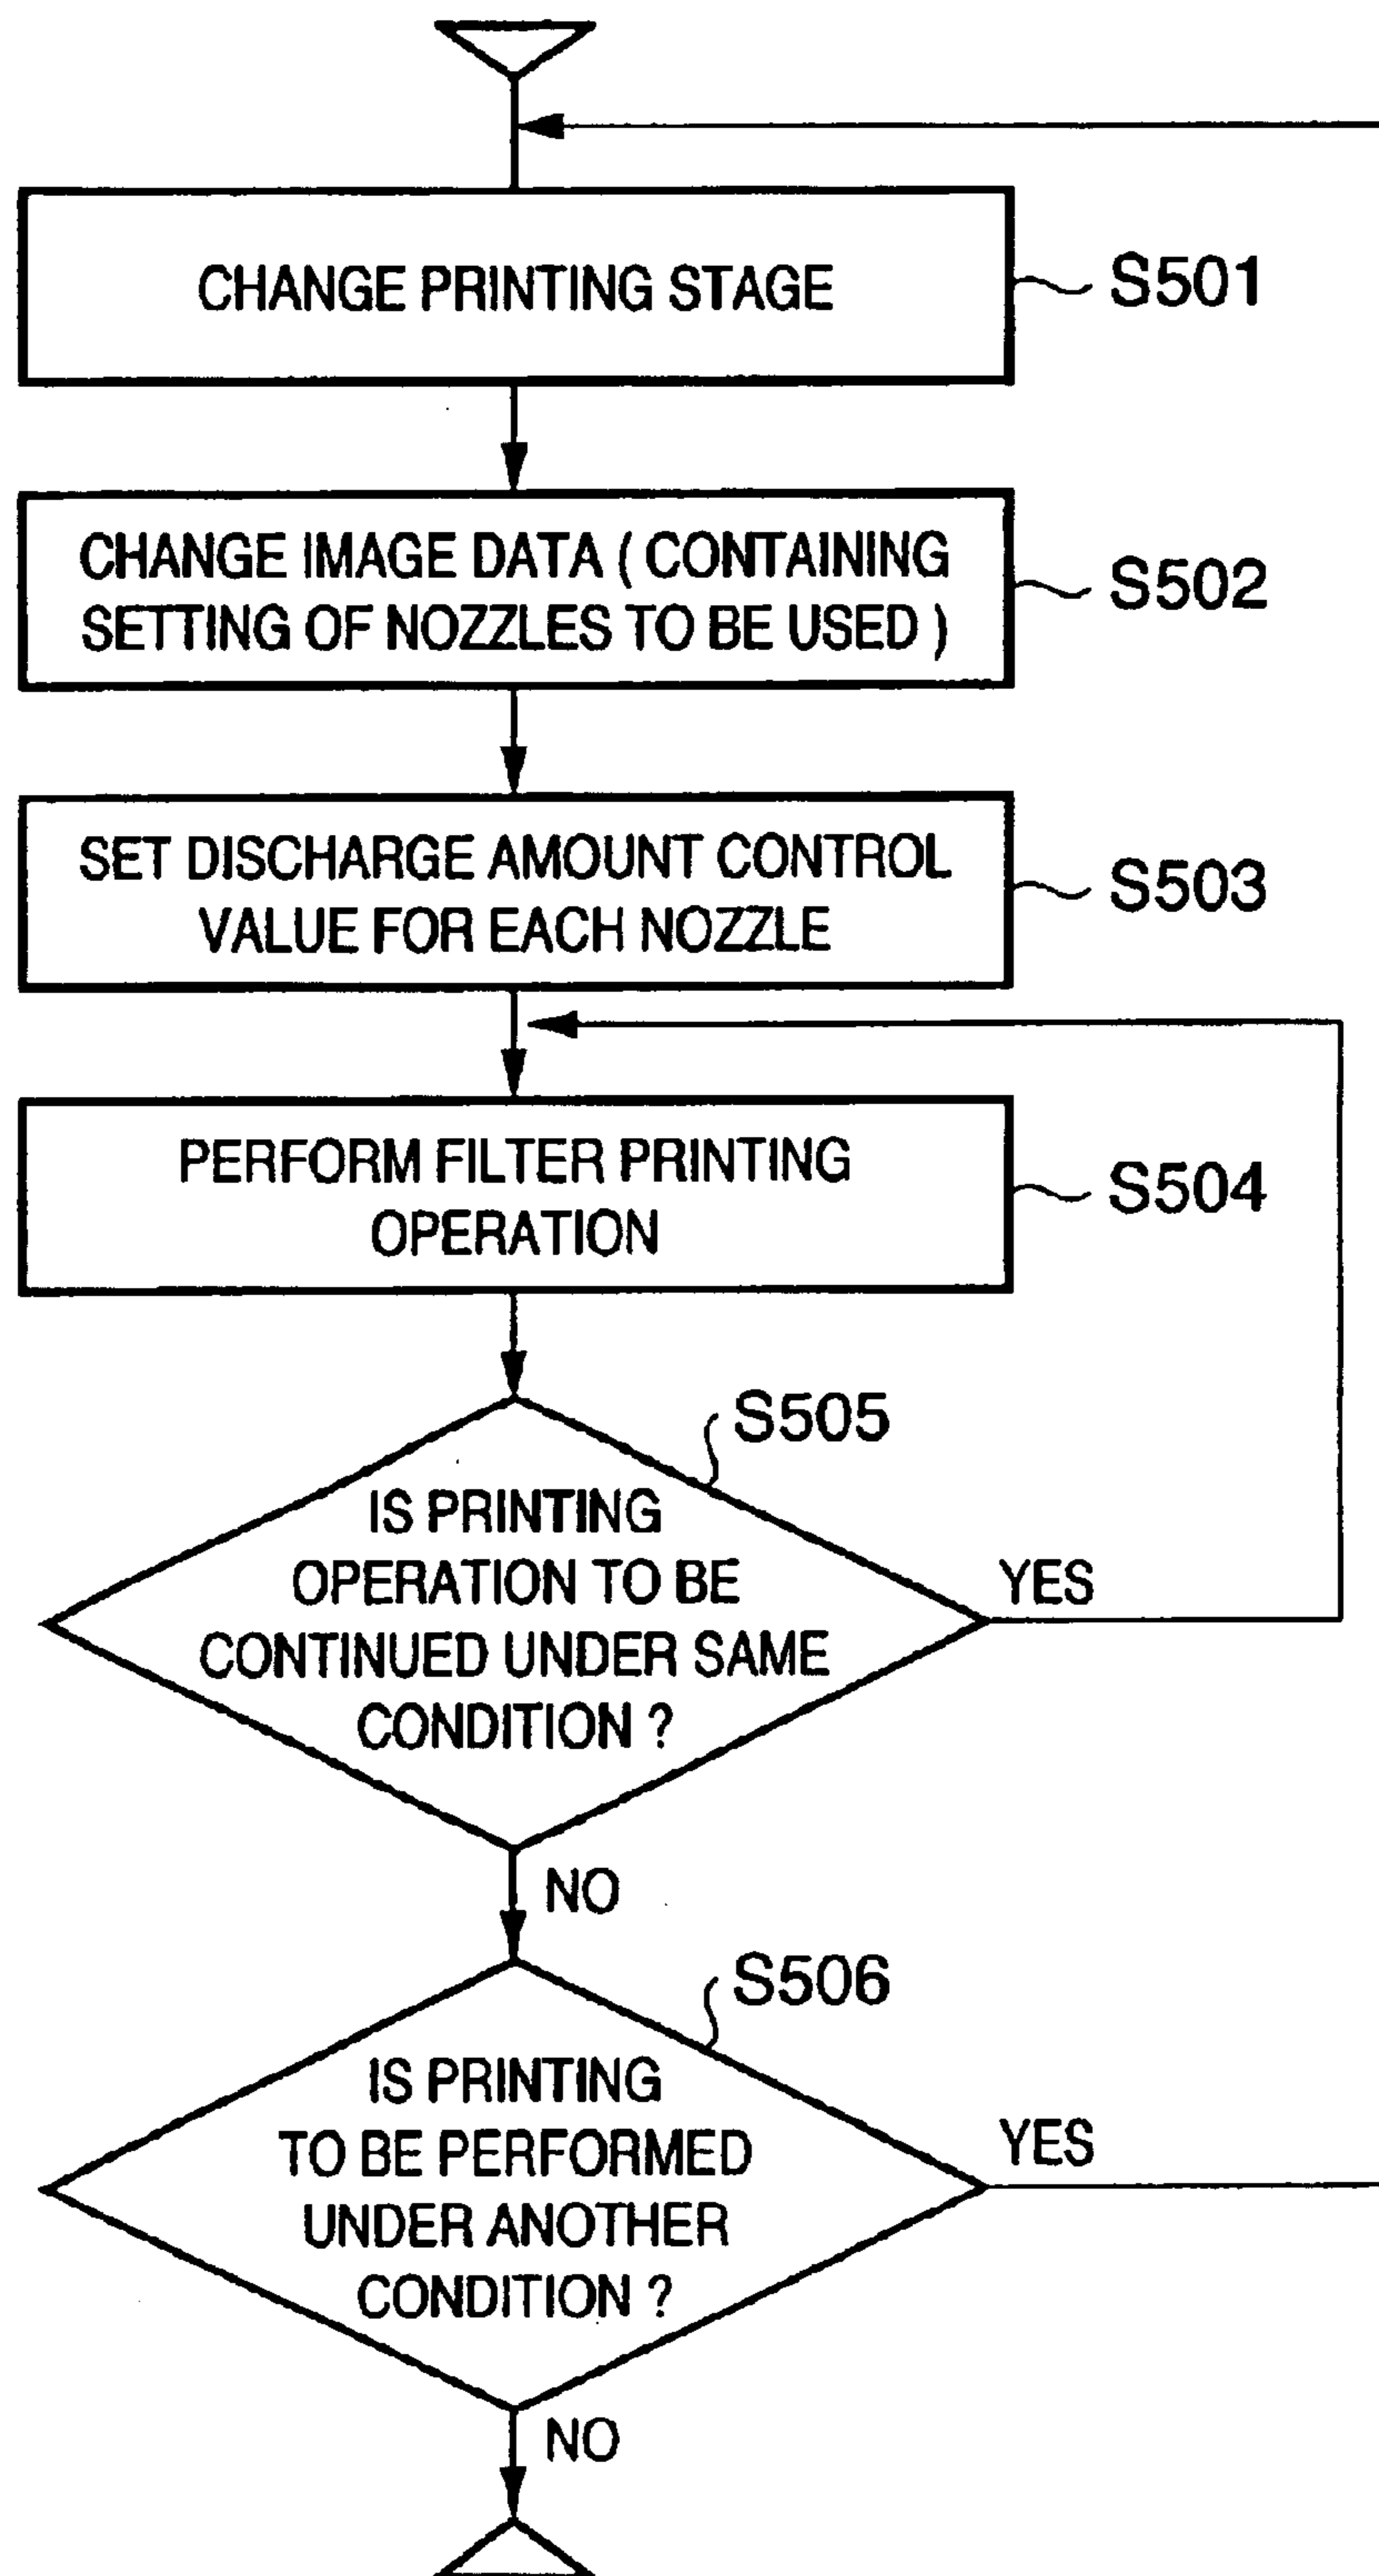 CHANGE PRINTING STAGE
S501
CHANGE IMAGE DATA ( CONTAINING
SETTING OF NOZZLES TO BE USED )
S502
SET DISCHARGE AMOUNT CONTROL
VALUE FOR EACH NOZZLE
S503
PERFORM FILTER PRINTING
OPERATION
S504
S505
IS PRINTING
OPERATION TO BE
CONTINUED UNDER SAME
CONDITION ?
YES
NO
S506
IS PRINTING
TO BE PERFORMED
UNDER ANOTHER
CONDITION ?
YES
NO